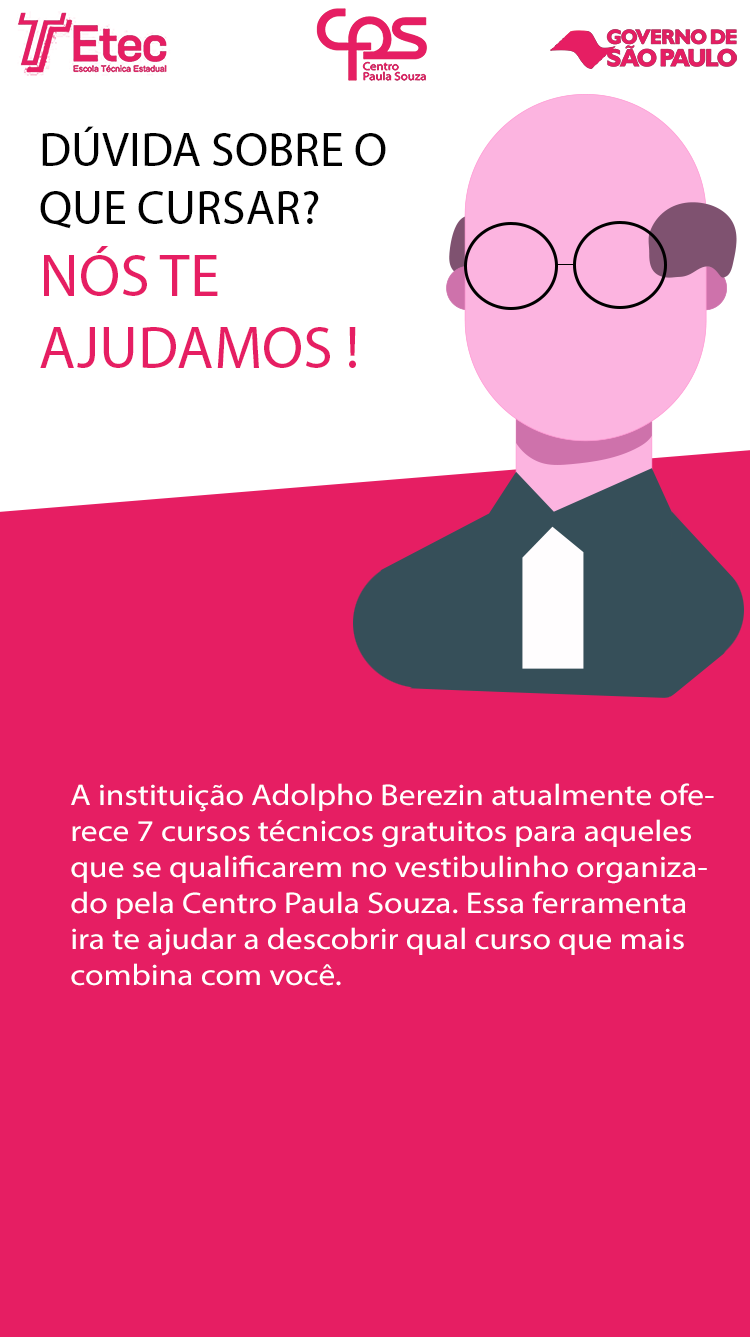 Etec
Escola Técnica Estadual
cps
Centro
Paula Souza
GOVERNO DE
SÃO PAULO
DÚVIDA SOBRE O
QUE CURSAR?
NÓS TE
AJUDAMOS !
A instituição Adolpho Berezin atualmente ofe-
rece 7 cursos técnicos gratuitos para aqueles
que se qualificarem no vestibulinho organiza-
do pela Centro Paula Souza. Essa ferramenta
ira te ajudar a descobrir qual curso que mais
combina com você.